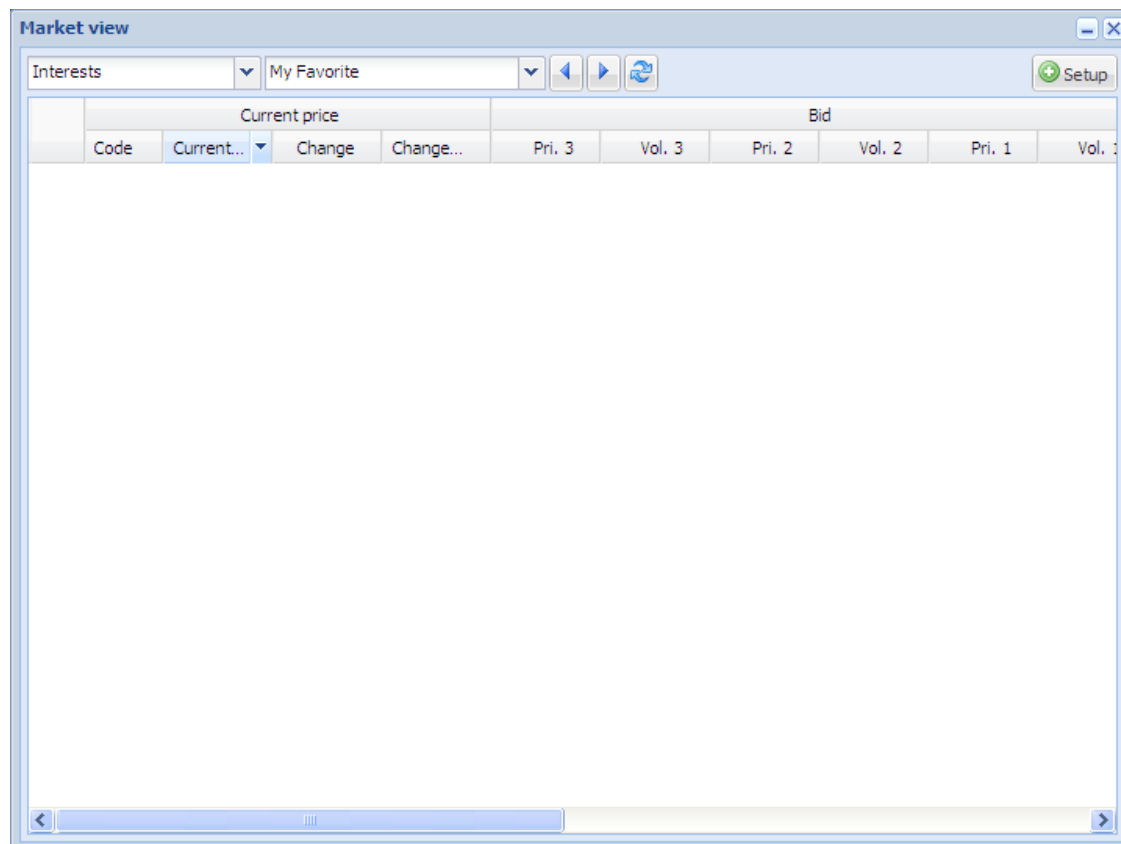 Market view
Interests My Favorite Setup
Current price Bid
Code Current... Change Change... Pri. 3 Vol. 3 Pri. 2 Vol. 2 Pri. 1 Vol.